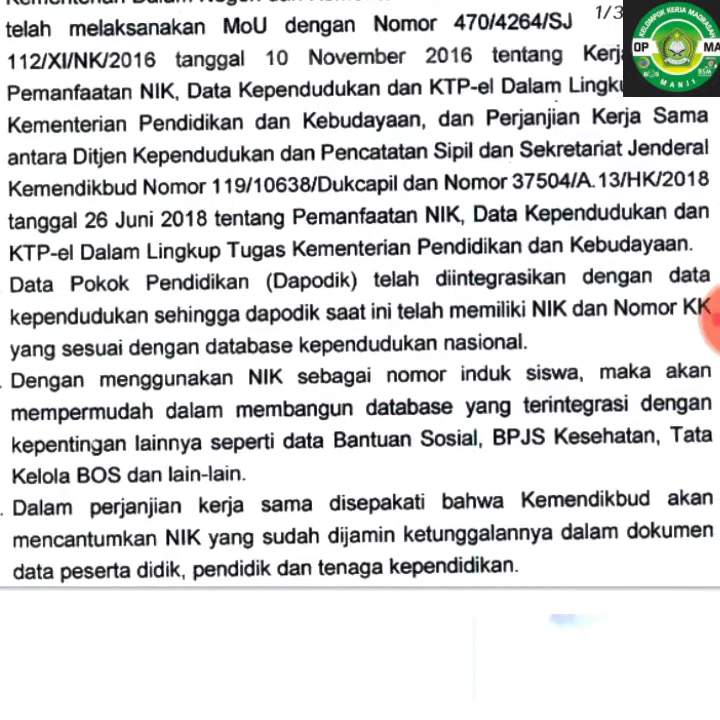 telah melaksanakan MoU dengan Nomor 470/4264/SJ 1/3
112/XI/NK/2016 tanggal 10 November 2016 tentang
Pemanfaatan NIK, Data Kependudukan dan KTP-el Dalam
Kementerian Pendidikan dan Kebudayaan, dan Perjanjian Kerja Sama
antara Ditjen Kependudukan dan Pencatatan Sipil dan Sekretariat Jenderal
Kemendikbud Nomor 119/10638/Dukcapil dan Nomor 37504/A.13/HK/2018
tanggal 26 Juni 2018 tentang Pemanfaatan NIK, Data Kependudukan dan
KTP-el Dalam Lingkup Tugas Kementerian Pendidikan dan Kebudayaan.
Data Pokok Pendidikan (Dapodik) telah diintegrasikan dengan data
kependudukan sehingga dapodik saat ini telah memiliki NIK dan Nomor KK
yang sesuai dengan database kependudukan nasional.
Dengan menggunakan NIK sebagai nomor induk siswa, maka akan
mempermudah dalam membangun database yang terintegrasi dengan
kepentingan lainnya seperti data Bantuan Sosial, BPJS Kesehatan, Tata
Kelola BOS dan lain-lain.
. Dalam perjanjian kerja sama disepakati bahwa Kemendikbud akan
mencantumkan NIK yang sudah dijamin ketunggalannya dalam dokumen
data peserta didik, pendidik dan tenaga kependidikan.
KELOMPOK KERJA MADRASAH
OP MA
MANJI